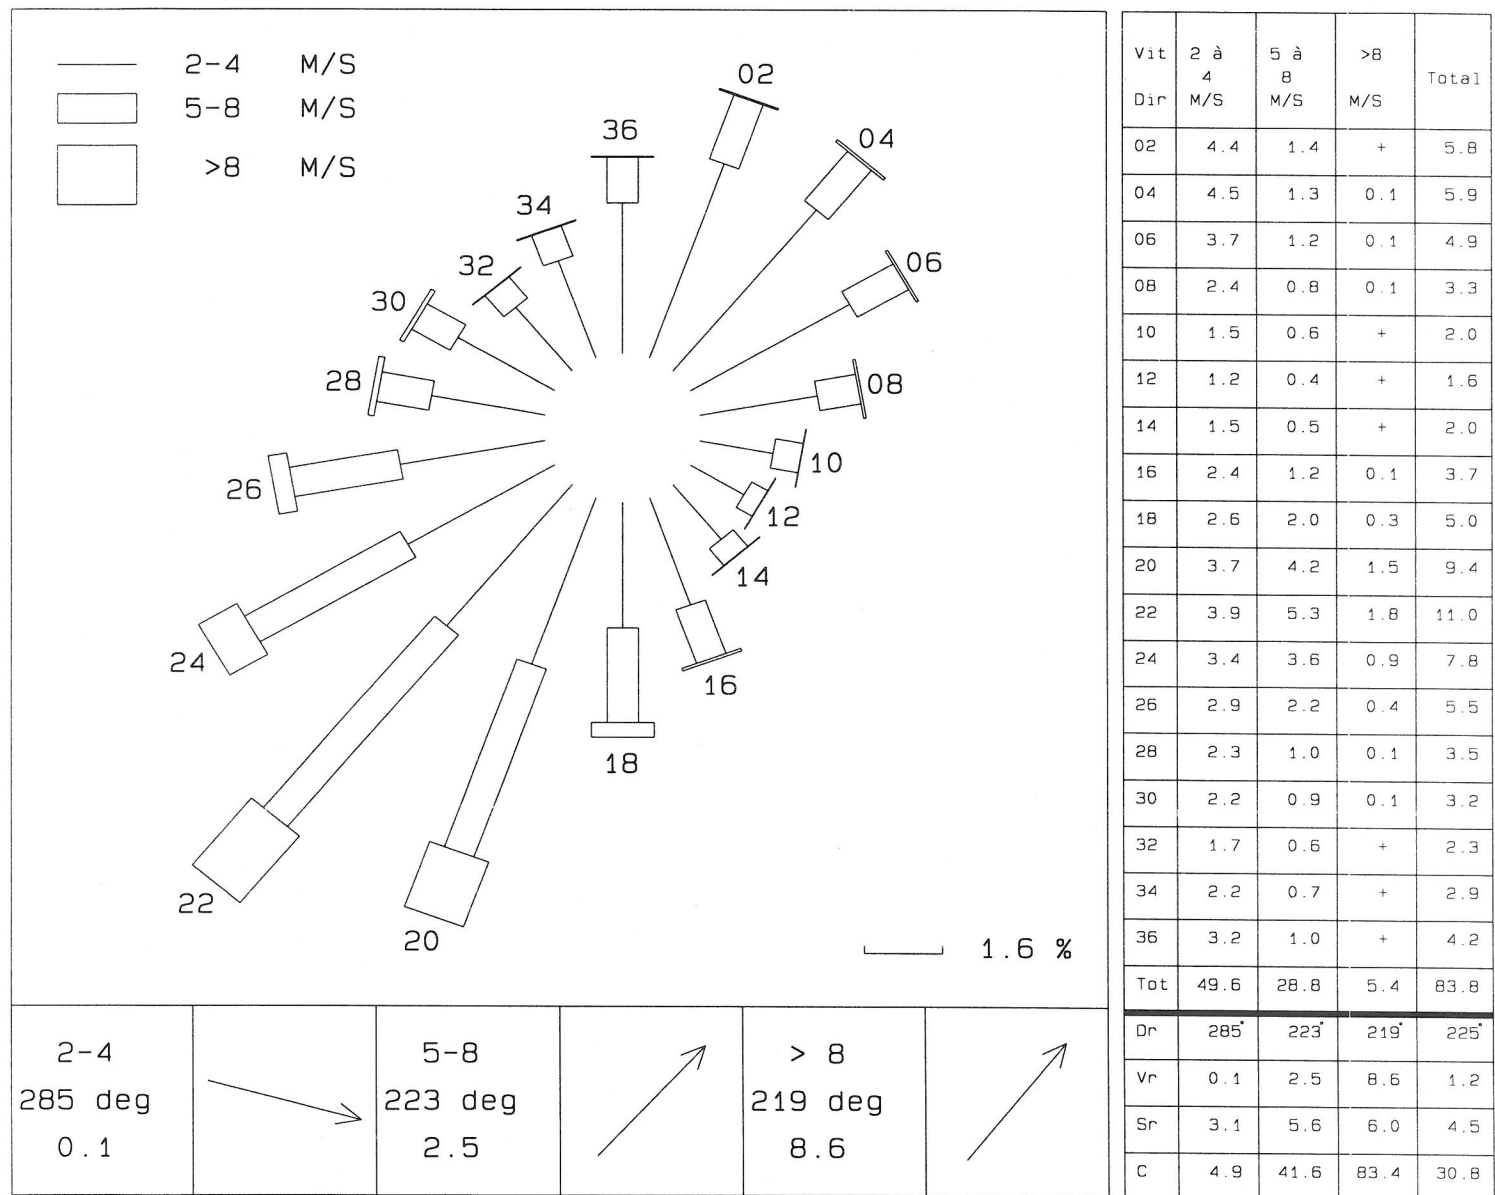 2-4 M/S
5-8 M/S
>8 M/S
02
36
04
34
32
06
30
28
08
26
10
12
14
24
16
18
22
20
1.6 %
2-4
285 deg
0.1
5-8
223 deg
2.5
> 8
219 deg
8.6
Vit 2 à 5 à >8
4 8 Total
Dir M/S M/S M/S
02 4.4 1.4 + 5.8
04 4.5 1.3 0.1 5.9
06 3.7 1.2 0.1 4.9
08 2.4 0.8 0.1 3.3
10 1.5 0.6 + 2.0
12 1.2 0.4 + 1.6
14 1.5 0.5 + 2.0
16 2.4 1.2 0.1 3.7
18 2.6 2.0 0.3 5.0
20 3.7 4.2 1.5 9.4
22 3.9 5.3 1.8 11.0
24 3.4 3.6 0.9 7.8
26 2.9 2.2 0.4 5.5
28 2.3 1.0 0.1 3.5
30 2.2 0.9 0.1 3.2
32 1.7 0.6 + 2.3
34 2.2 0.7 + 2.9
36 3.2 1.0 + 4.2
Tot 49.6 28.8 5.4 83.8
Dr 285° 223° 219° 225°
Vr 0.1 2.5 8.6 1.2
Sr 3.1 5.6 6.0 4.5
C 4.9 41.6 83.4 30.8